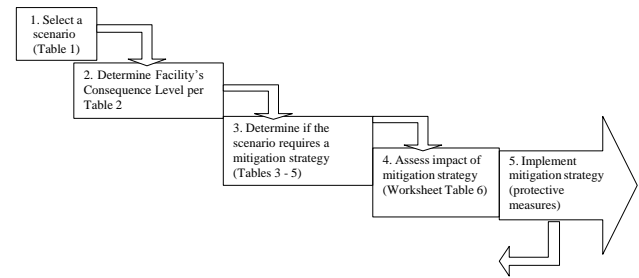 1. Select a
scenario
(Table 1)
2. Determine Facility's
Consequence Level per
Table 2
3. Determine if the
scenario requires a
mitigation strategy
(Tables 3 - 5)
4. Assess impact of
mitigation strategy
(Worksheet Table 6)
5. Implement
mitigation strategy
(protective
measures)